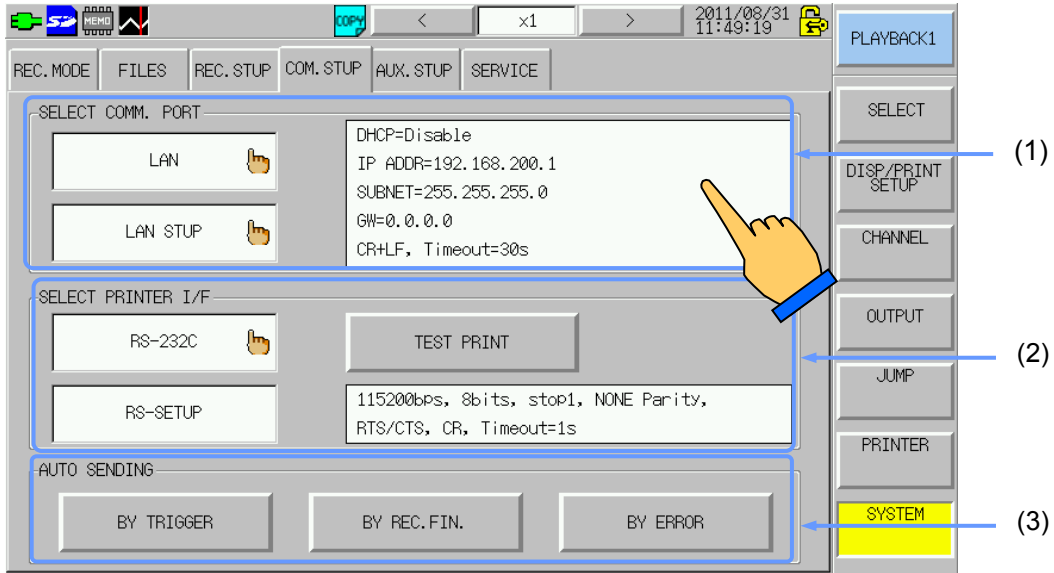 MEMO
COPY
<
×1
>
2011/08/31
11:49:19
PLAYBACK1
REC.MODE
FILES
REC.STUP
COM.STUP
AUX.STUP
SERVICE
SELECT COMM. PORT
LAN
LAN STUP
DHCP=Disable
IP ADDR=192.168.200.1
SUBNET=255.255.255.0
GW=0.0.0.0
CR+LF, Timeout=30s
(1)
SELECT PRINTER I/F
RS-232C
TEST PRINT
RS-SETUP
115200bps, 8bits, stop1, NONE Parity,
RTS/CTS, CR, Timeout=1s
(2)
AUTO SENDING
BY TRIGGER
BY REC.FIN.
BY ERROR
(3)
SELECT
DISP/PRINT
SETUP
CHANNEL
OUTPUT
JUMP
PRINTER
SYSTEM